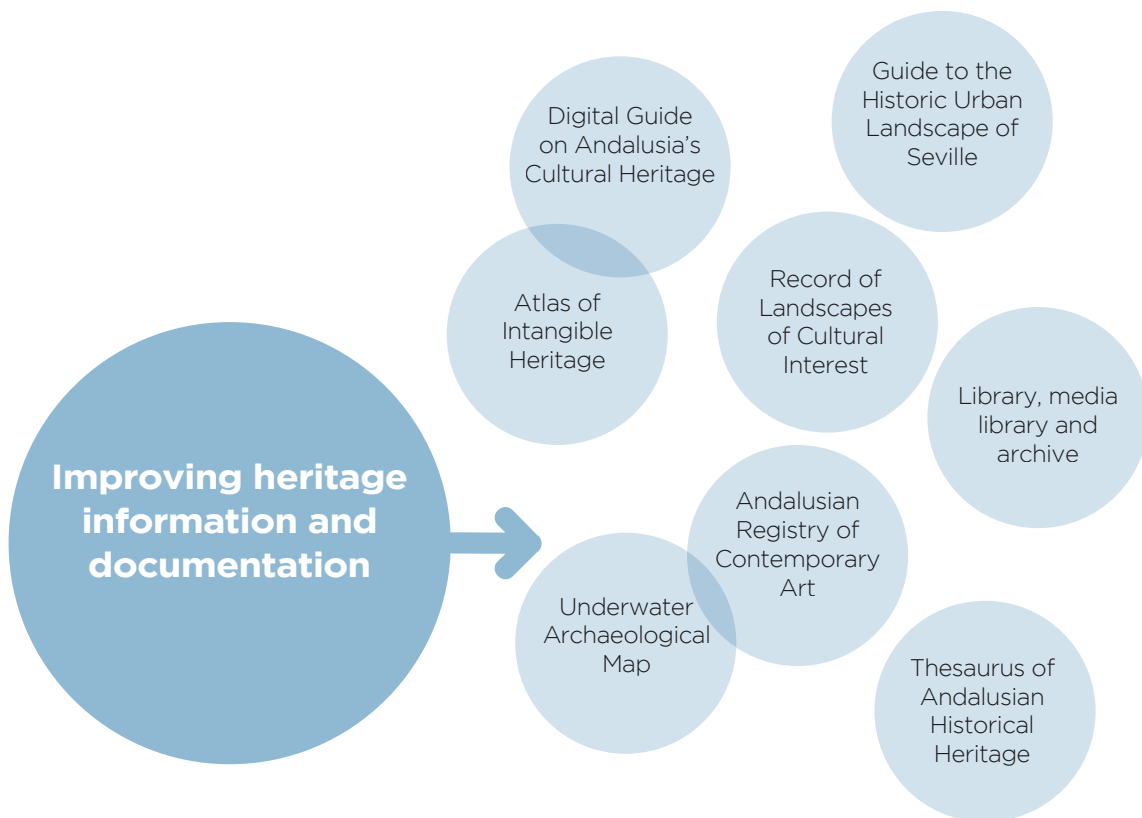 Improving heritage
information and
documentation
Digital Guide
on Andalusia's
Cultural Heritage
Guide to the
Historic Urban
Landscape of
Seville
Atlas of
Intangible
Heritage
Record of
Landscapes
of Cultural
Interest
Library, media
library and
archive
Andalusian
Registry of
Contemporary
Art
Underwater
Archaeological
Map
Thesaurus of
Andalusian
Historical
Heritage